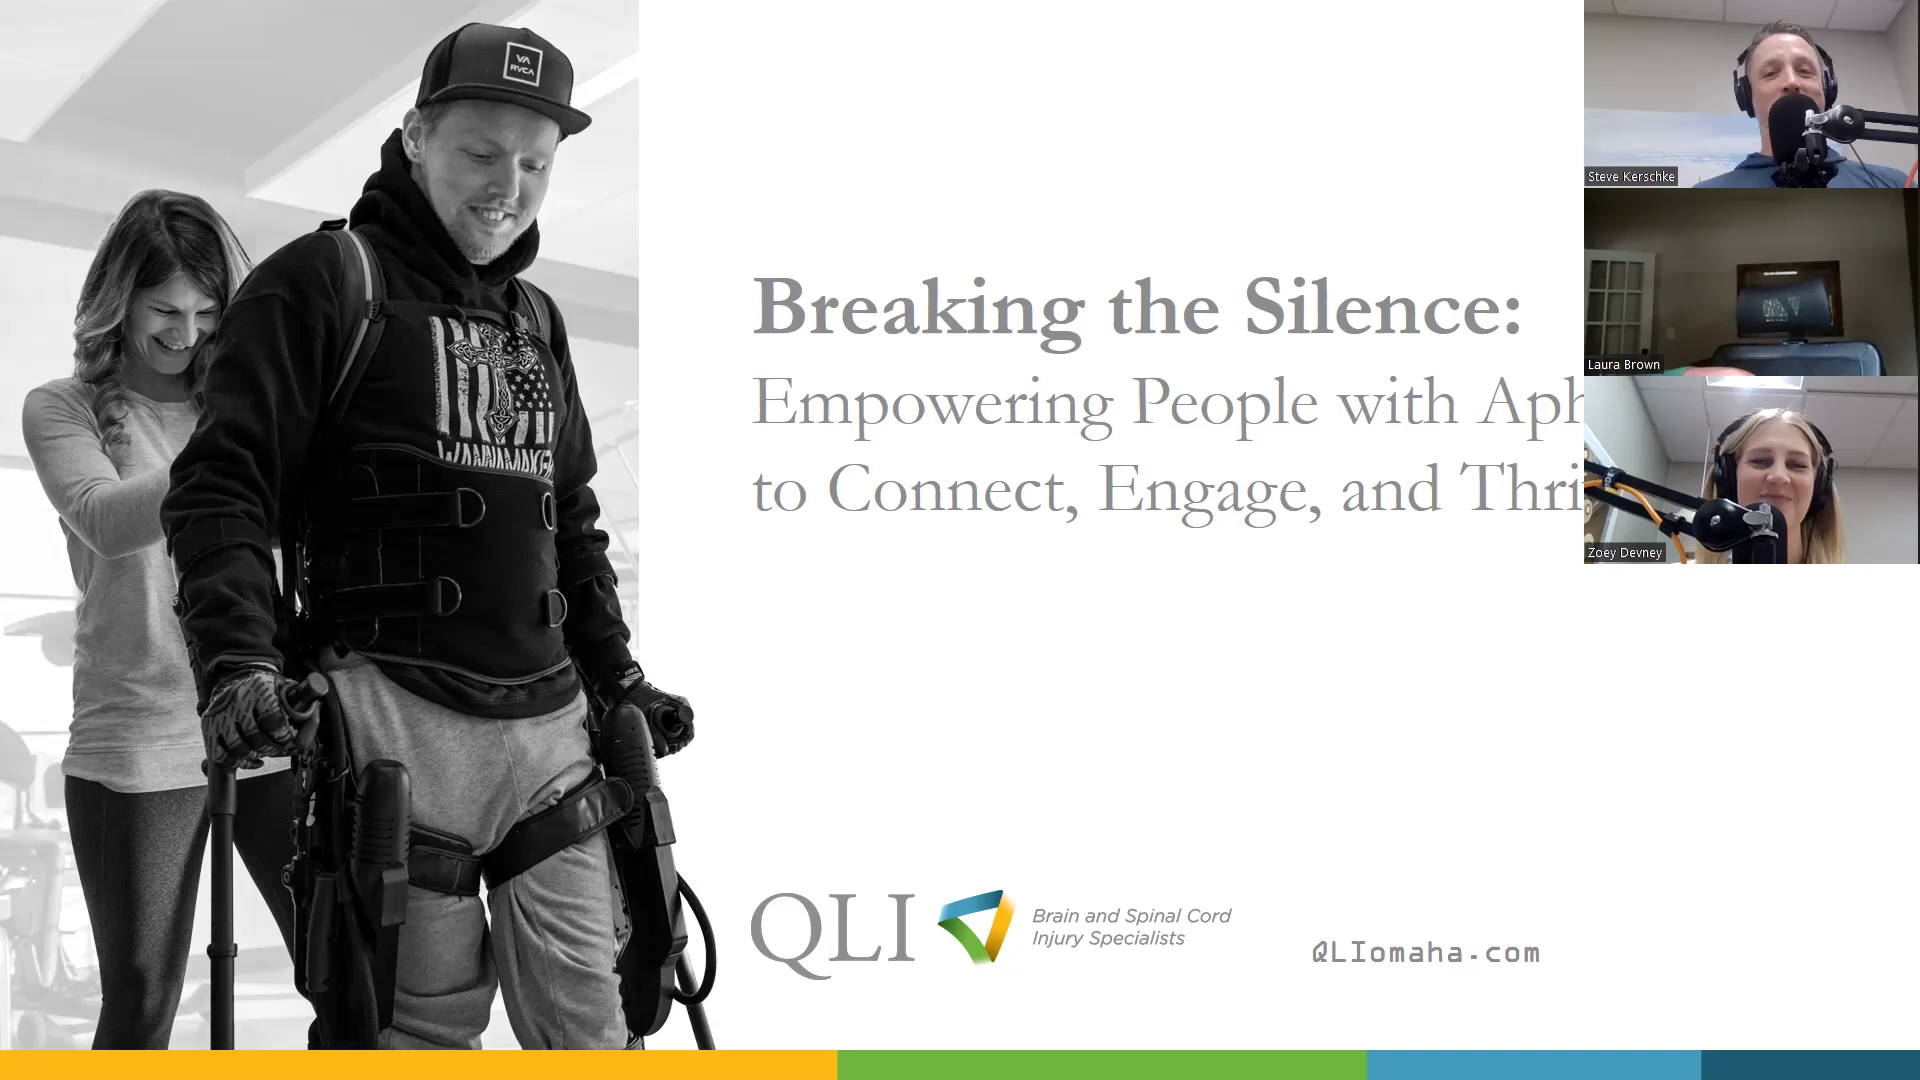 VA
RVCA
WANNAMAKER
Breaking the Silence:
Empowering People with Aph
to Connect, Engage, and Thri
QLI
Brain and Spinal Cord
Injury Specialists
QLIomaha.com
Steve Kerschke
Laura Brown
Zoey Devney